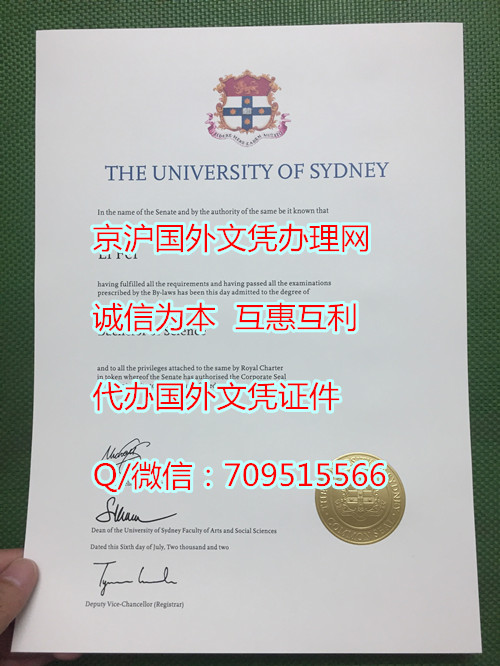 THE UNIVERSITY OF SYDNEY
In the name of the Senate and by the authority of the same be it known that
京沪国外文凭办理网
having fulfilled all the requirements and having passed all the examinations
prescribed by the By-laws has been this day admitted to the degree of
诚信为本 互惠互利
and to all the privileges attached to the same by Royal Charter
in token whereof the Senate has authorised the Corporate Seal
代办国外文凭证件
Q/微信：709515566
Dean of the University of Sydney Faculty of Arts and Social Sciences
Dated this Sixth day of July, Two thousand and two
Deputy Vice-Chancellor (Registrar)